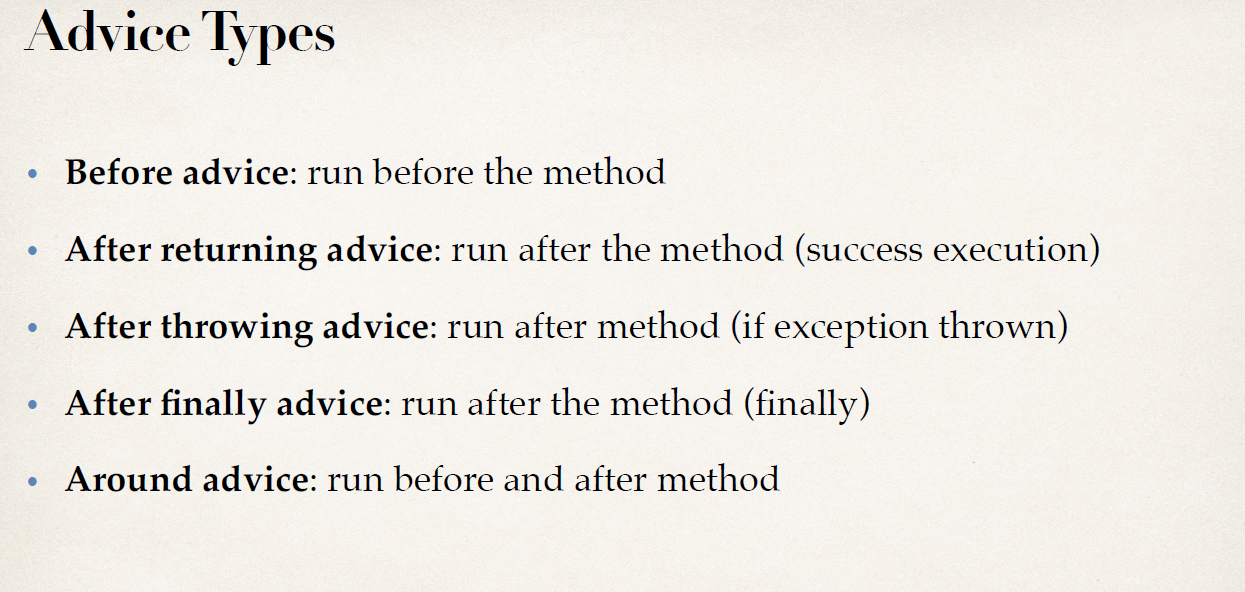 Advice Types
• Before advice: run before the method
• After returning advice: run after the method (success execution)
• After throwing advice: run after method (if exception thrown)
• After finally advice: run after the method (finally)
• Around advice: run before and after method